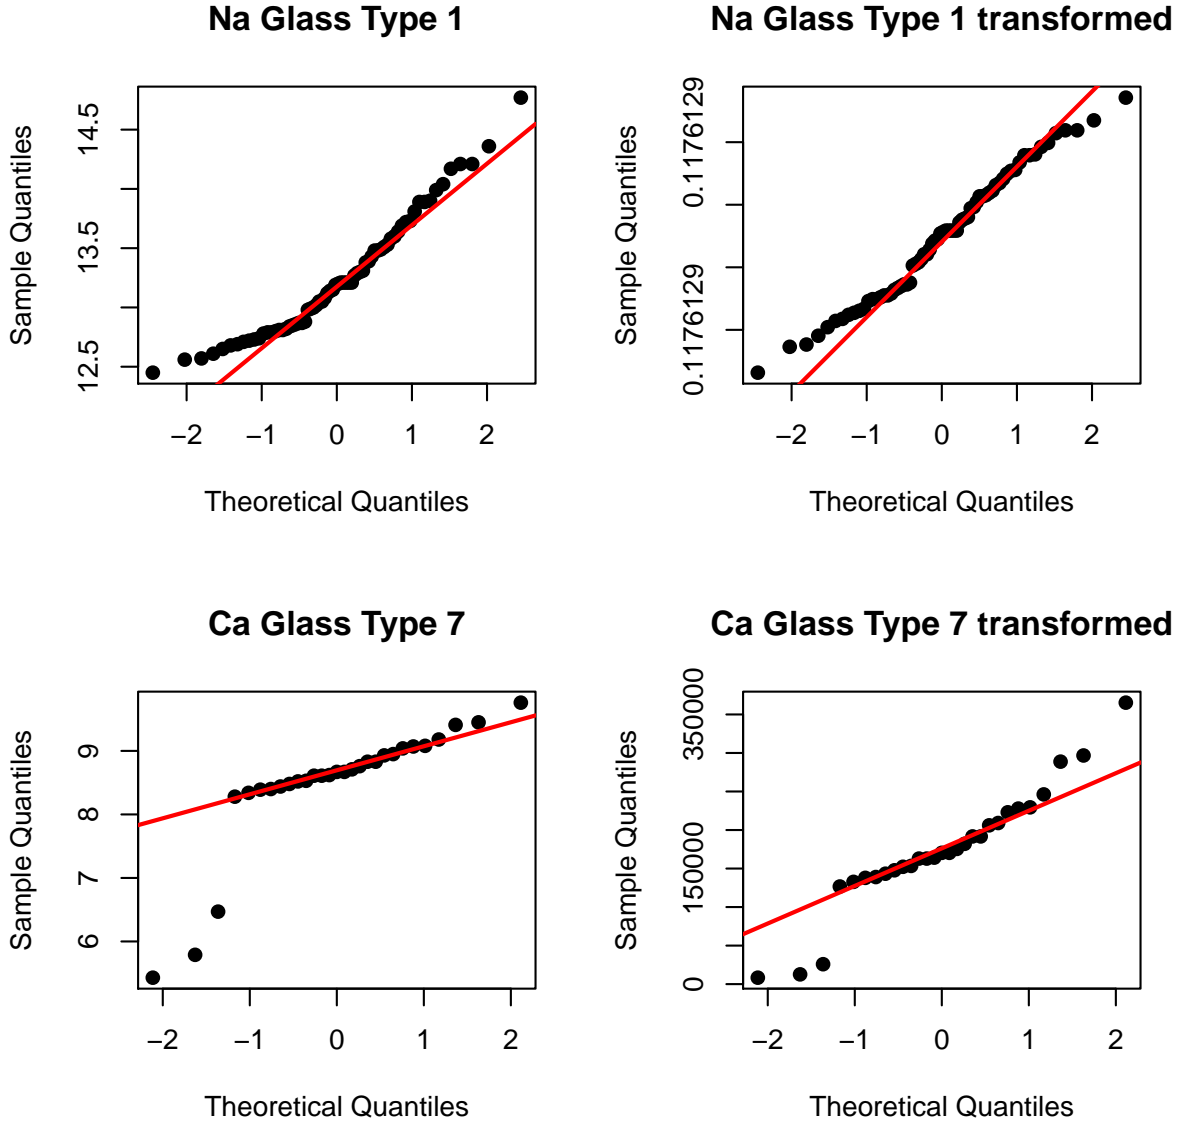 Na Glass Type 1
Sample Quantiles
14.5
13.5
12.5
−2 −1 0 1 2
Theoretical Quantiles
Na Glass Type 1 transformed
Sample Quantiles
0.1176129
0.1176129
−2 −1 0 1 2
Theoretical Quantiles
Ca Glass Type 7
Sample Quantiles
9
8
7
6
−2 −1 0 1 2
Theoretical Quantiles
Ca Glass Type 7 transformed
Sample Quantiles
350000
150000
0
−2 −1 0 1 2
Theoretical Quantiles